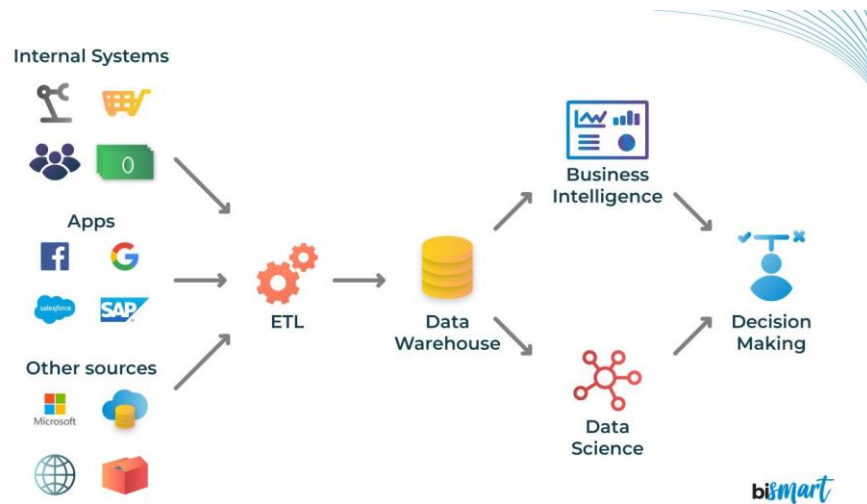 Internal Systems
0
Apps
salesforce
SAP
Other sources
Microsoft
ETL
Data
Warehouse
Business
Intelligence
Data
Science
Decision
Making
bismart